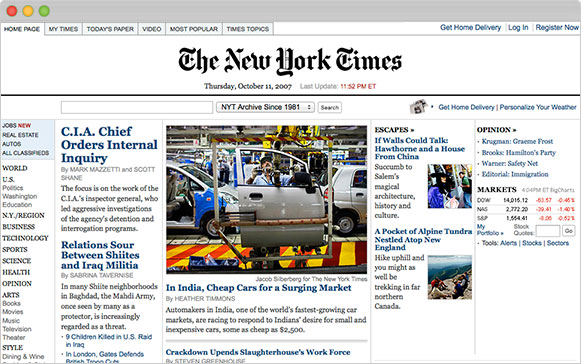 HOME PAGE MY TIMES TODAY'S PAPER VIDEO MOST POPULAR TIMES TOPICS
Get Home Delivery Log In Register Now
The New York Times
Thursday, October 11, 2007 Last Update: 11:52 PM ET
NYT Archive Since 1981 Search
Get Home Delivery | Personalize Your Weather
JOBS NEW
REAL ESTATE
AUTOS
ALL CLASSIFIEDS
WORLD
U.S.
Politics
Washington
Education
N.Y./REGION
BUSINESS
TECHNOLOGY
SPORTS
SCIENCE
HEALTH
OPINION
ARTS
Books
Movies
Music
Television
Theater
STYLE
Dining & Wine
C.I.A. Chief
Orders Internal
Inquiry
By MARK MAZZETTI and SCOTT
SHANE
The focus is on the work of the
C.I.A.'s inspector general, who
led aggressive investigations
of the agency's detention and
interrogation programs.
Relations Sour
Between Shiites
and Iraq Militia
By SABRINA TAVERNISE
In many Shiite neighborhoods
in Baghdad, the Mahdi Army,
once seen by many as a
protector, is increasingly
regarded as a threat.
9 Children Killed in U.S. Raid
in Iraq
In London, Gates Defends
British Troop Cuts
Jacob Silberberg for The New York Times
In India, Cheap Cars for a Surging Market
By HEATHER TIMMONS
Automakers in India, one of the world's fastest-growing car
markets, are racing to respond to Indians' desire for small and
inexpensive cars, some as cheap as $2,500.
Crackdown Upends Slaughterhouse's Work Force
By STEVEN GREENHOUSE
ESCAPES »
If Walls Could Talk:
Hawthorne and a House
From China
Succumb to
Salem's
magical
architecture,
history and
culture.
A Pocket of Alpine Tundra
Nestled Atop New
England
Hike uphill and
you might as
well be
trekking in far
northern
Canada.
OPINION »
Krugman: Graeme Frost
Brooks: Hamilton's Party
Warner: Safety Net
Editorial: Immigration
MARKETS 4:04PM ET BigCharts
DOW 14,015.12 -63.57 -0.45%
NAS 2,772.20 -39.41 -1.40%
S&P 1,554.41 -8.06 -0.52%
My Portfolio » Stock Quotes: Go
Tools: Alerts | Stocks | Sectors